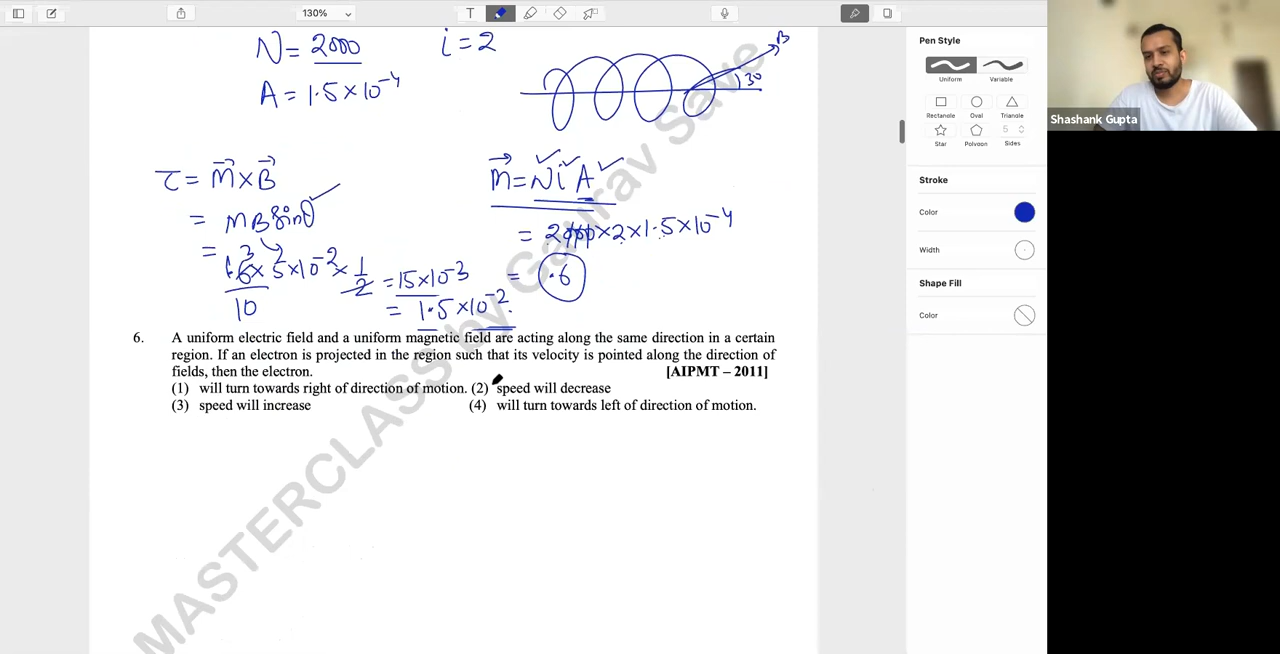 130%
T
N = 2000
i = 2
A = 1.5 × 10⁻⁴
B
30
τ = m⃗ × B⃗
= MB sinθ
= .6 × 5 × 10⁻² × 1/2 = 15 × 10⁻³
10
= 1.5 × 10⁻².
m⃗ = NiA
= 2000 × 2 × 1.5 × 10⁻⁴
= .6
6. A uniform electric field and a uniform magnetic field are acting along the same direction in a certain
region. If an electron is projected in the region such that its velocity is pointed along the direction of
fields, then the electron. [AIPMT – 2011]
(1) will turn towards right of direction of motion. (2) speed will decrease
(3) speed will increase (4) will turn towards left of direction of motion.
MASTERCLASS by Gaurav Save
Pen Style
Uniform Variable
Rectangle Oval Triangle
5
Star Polygon Sides
Stroke
Color
Width
Shape Fill
Color
Shashank Gupta